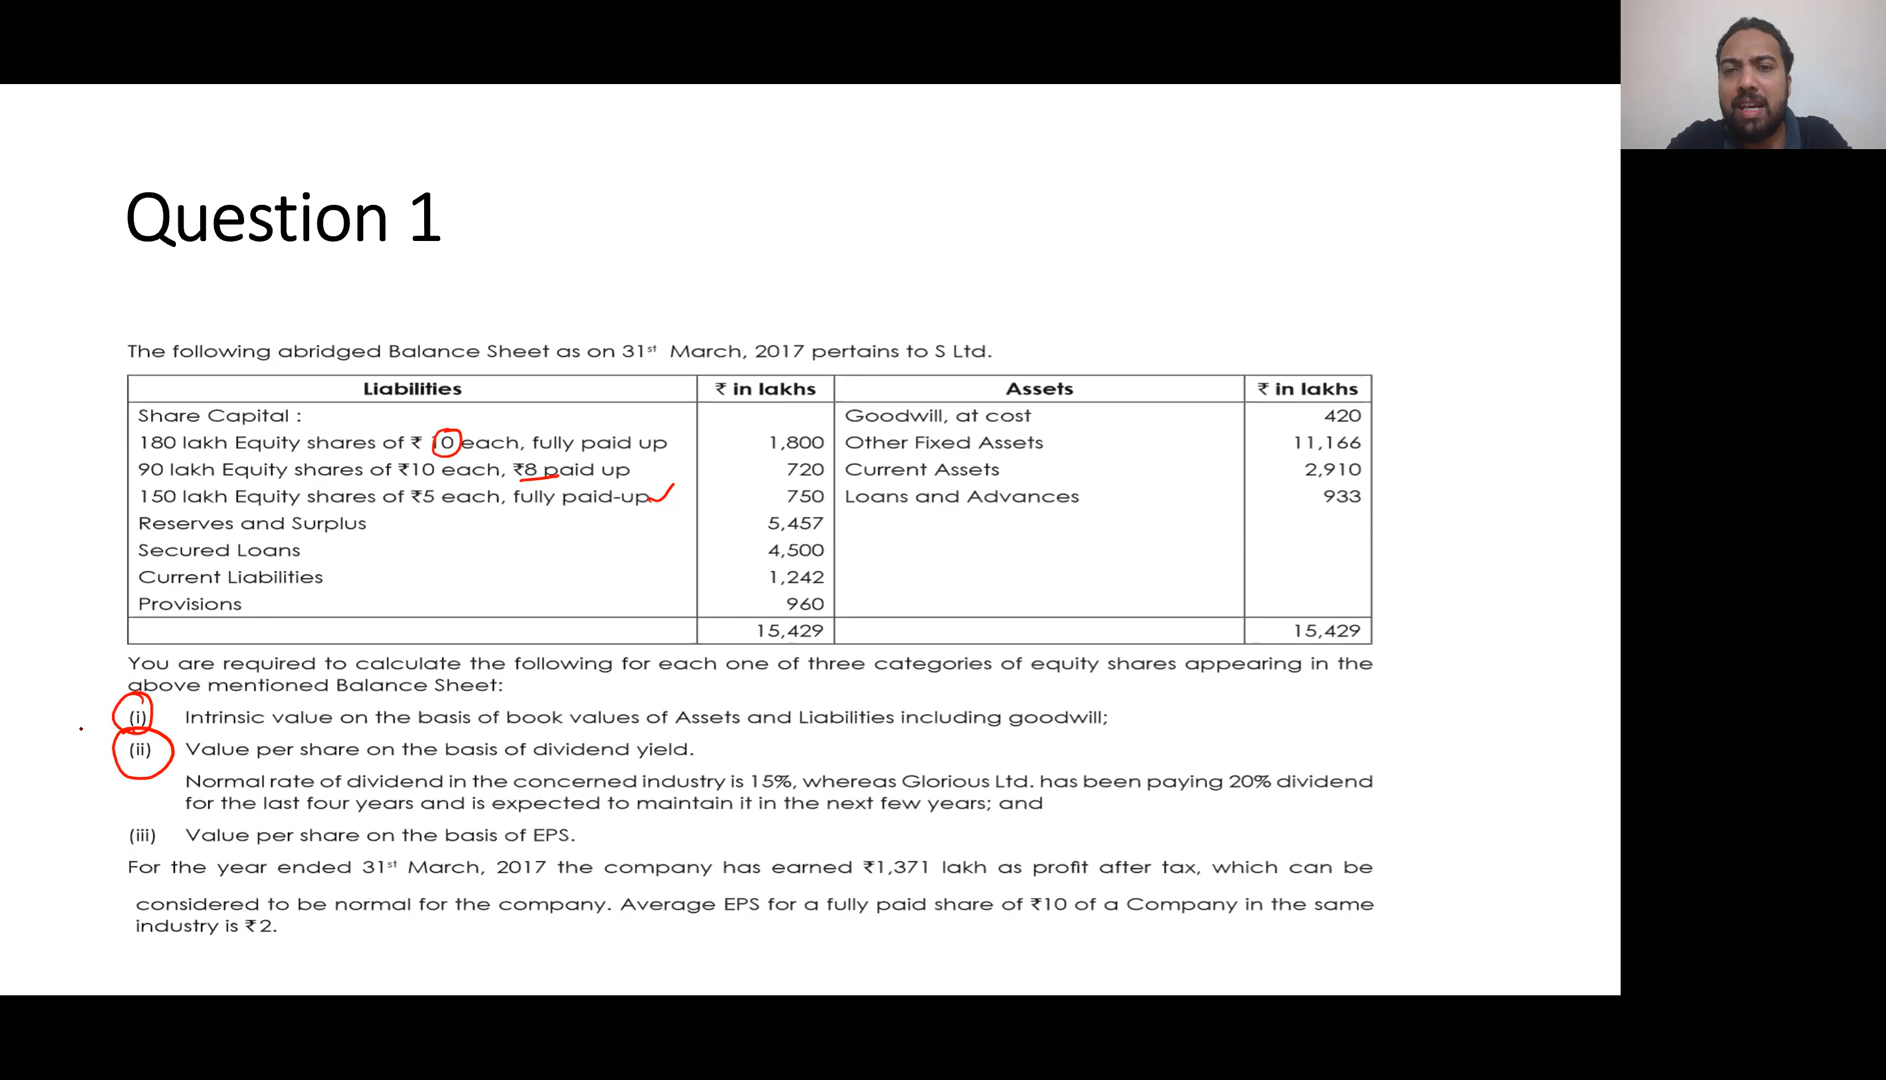 Question 1
The following abridged Balance Sheet as on 31st March, 2017 pertains to S Ltd.
Liabilities ₹ in lakhs Assets ₹ in lakhs
Share Capital : Goodwill, at cost 420
180 lakh Equity shares of ₹ 10 each, fully paid up 1,800 Other Fixed Assets 11,166
90 lakh Equity shares of ₹10 each, ₹8 paid up 720 Current Assets 2,910
150 lakh Equity shares of ₹5 each, fully paid-up 750 Loans and Advances 933
Reserves and Surplus 5,457
Secured Loans 4,500
Current Liabilities 1,242
Provisions 960
15,429 15,429
You are required to calculate the following for each one of three categories of equity shares appearing in the
above mentioned Balance Sheet:
(i) Intrinsic value on the basis of book values of Assets and Liabilities including goodwill;
(ii) Value per share on the basis of dividend yield.
Normal rate of dividend in the concerned industry is 15%, whereas Glorious Ltd. has been paying 20% dividend
for the last four years and is expected to maintain it in the next few years; and
(iii) Value per share on the basis of EPS.
For the year ended 31st March, 2017 the company has earned ₹1,371 lakh as profit after tax, which can be
considered to be normal for the company. Average EPS for a fully paid share of ₹10 of a Company in the same
industry is ₹2.